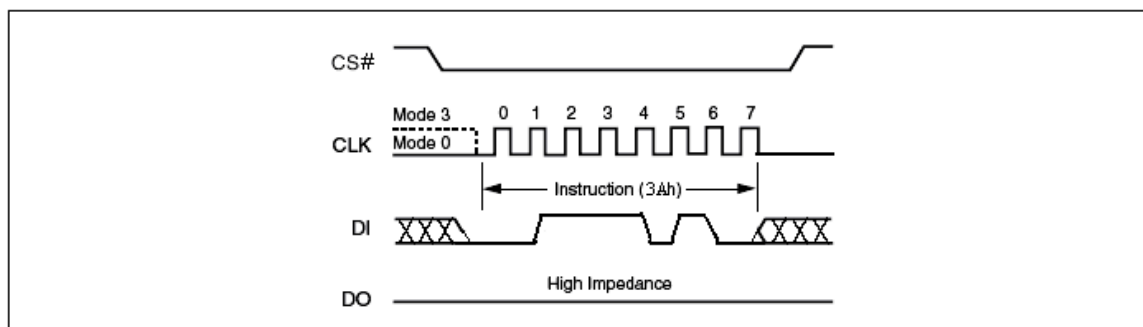 CS#
Mode 3 0 1 2 3 4 5 6 7
CLK Mode 0
Instruction (3Ah)
DI
High Impedance
DO